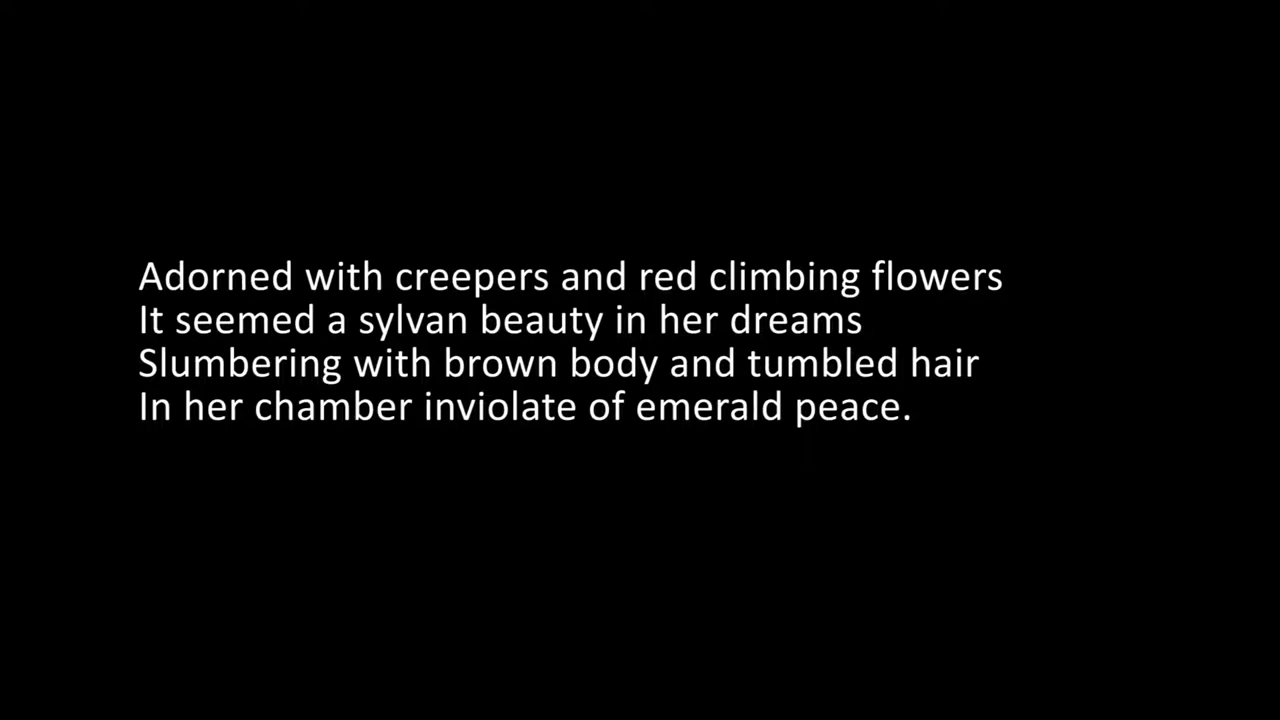 Adorned with creepers and red climbing flowers
It seemed a sylvan beauty in her dreams
Slumbering with brown body and tumbled hair
In her chamber inviolate of emerald peace.